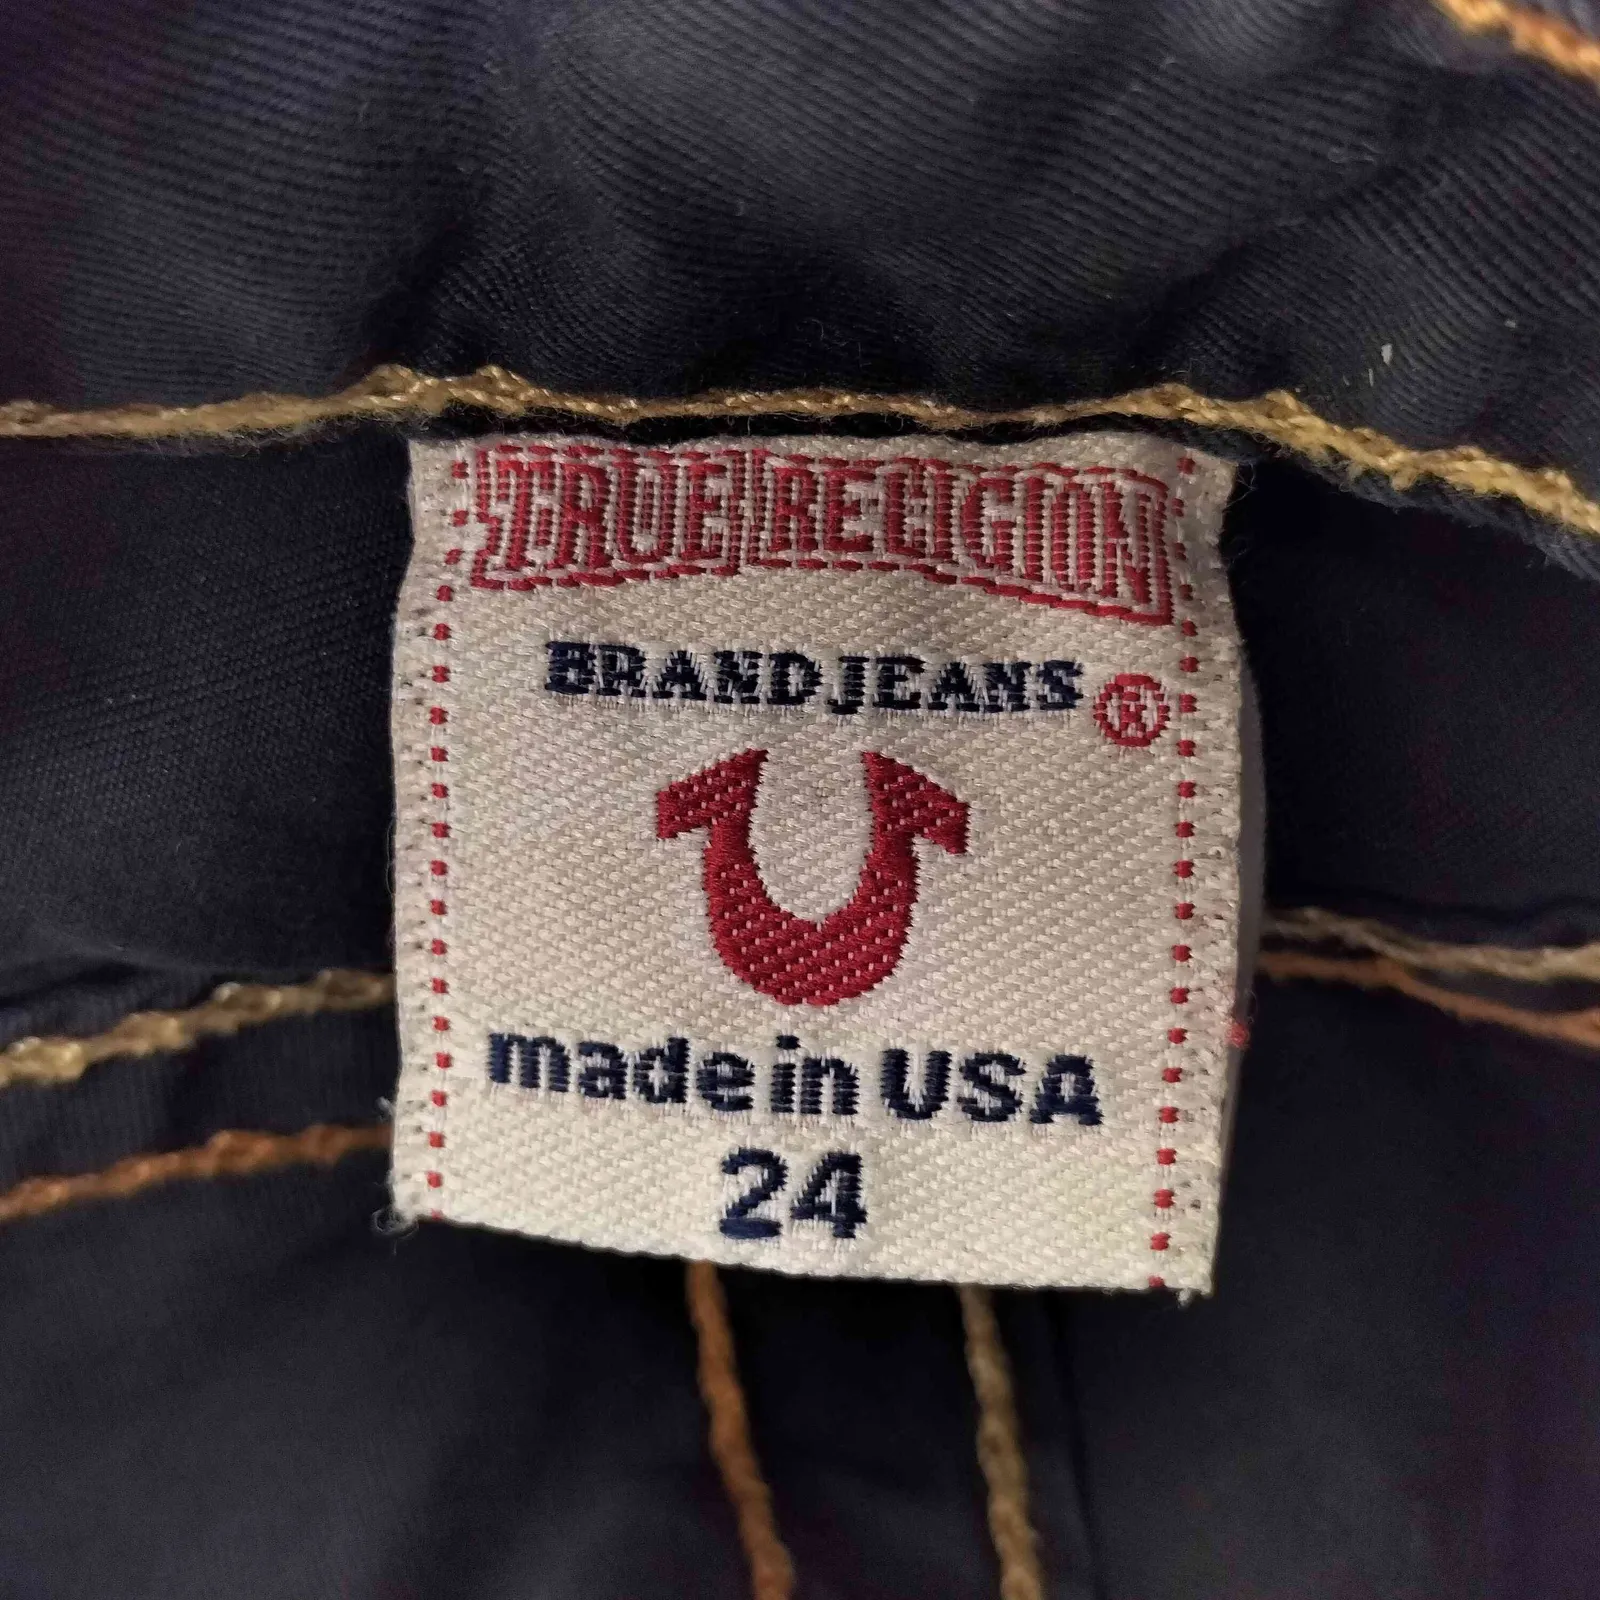 TRUE RELIGION
BRAND JEANS ®
made in USA
24